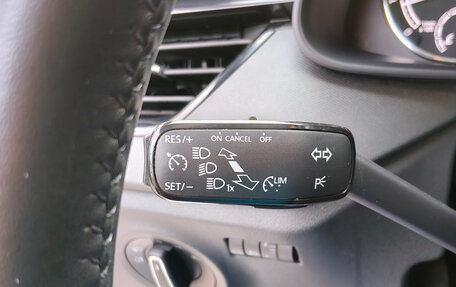 RES/+ ON CANCEL OFF
SET/– 1x LIM